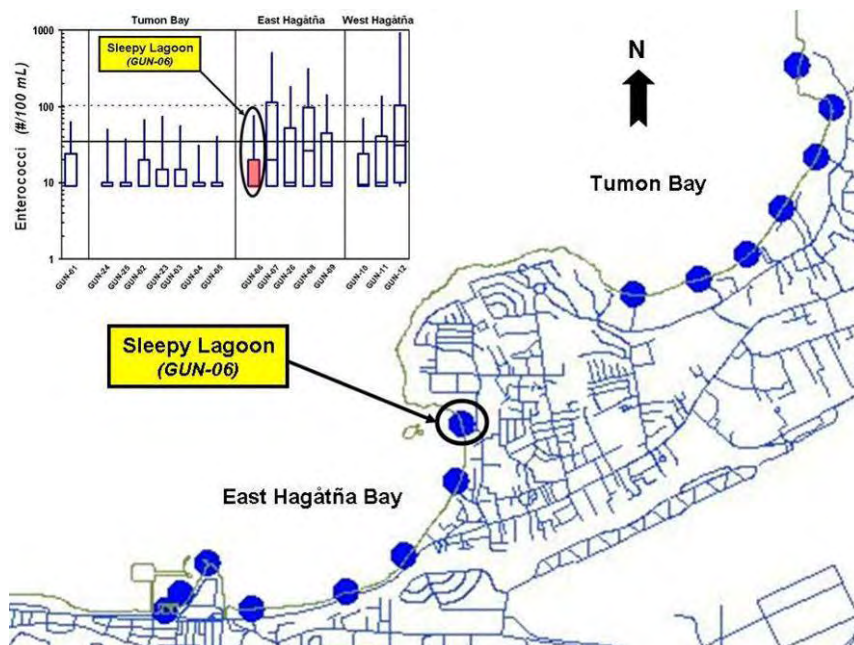 Tumon Bay
East Hagåtña
West Hagåtña
Sleepy Lagoon
(GUN-06)
1000
100
10
1
Enterococci (#/100 mL)
GUN-01
GUN-24
GUN-25
GUN-02
GUN-23
GUN-03
GUN-04
GUN-05
GUN-06
GUN-07
GUN-26
GUN-08
GUN-09
GUN-10
GUN-11
GUN-12
N
Tumon Bay
Sleepy Lagoon
(GUN-06)
East Hagåtña Bay